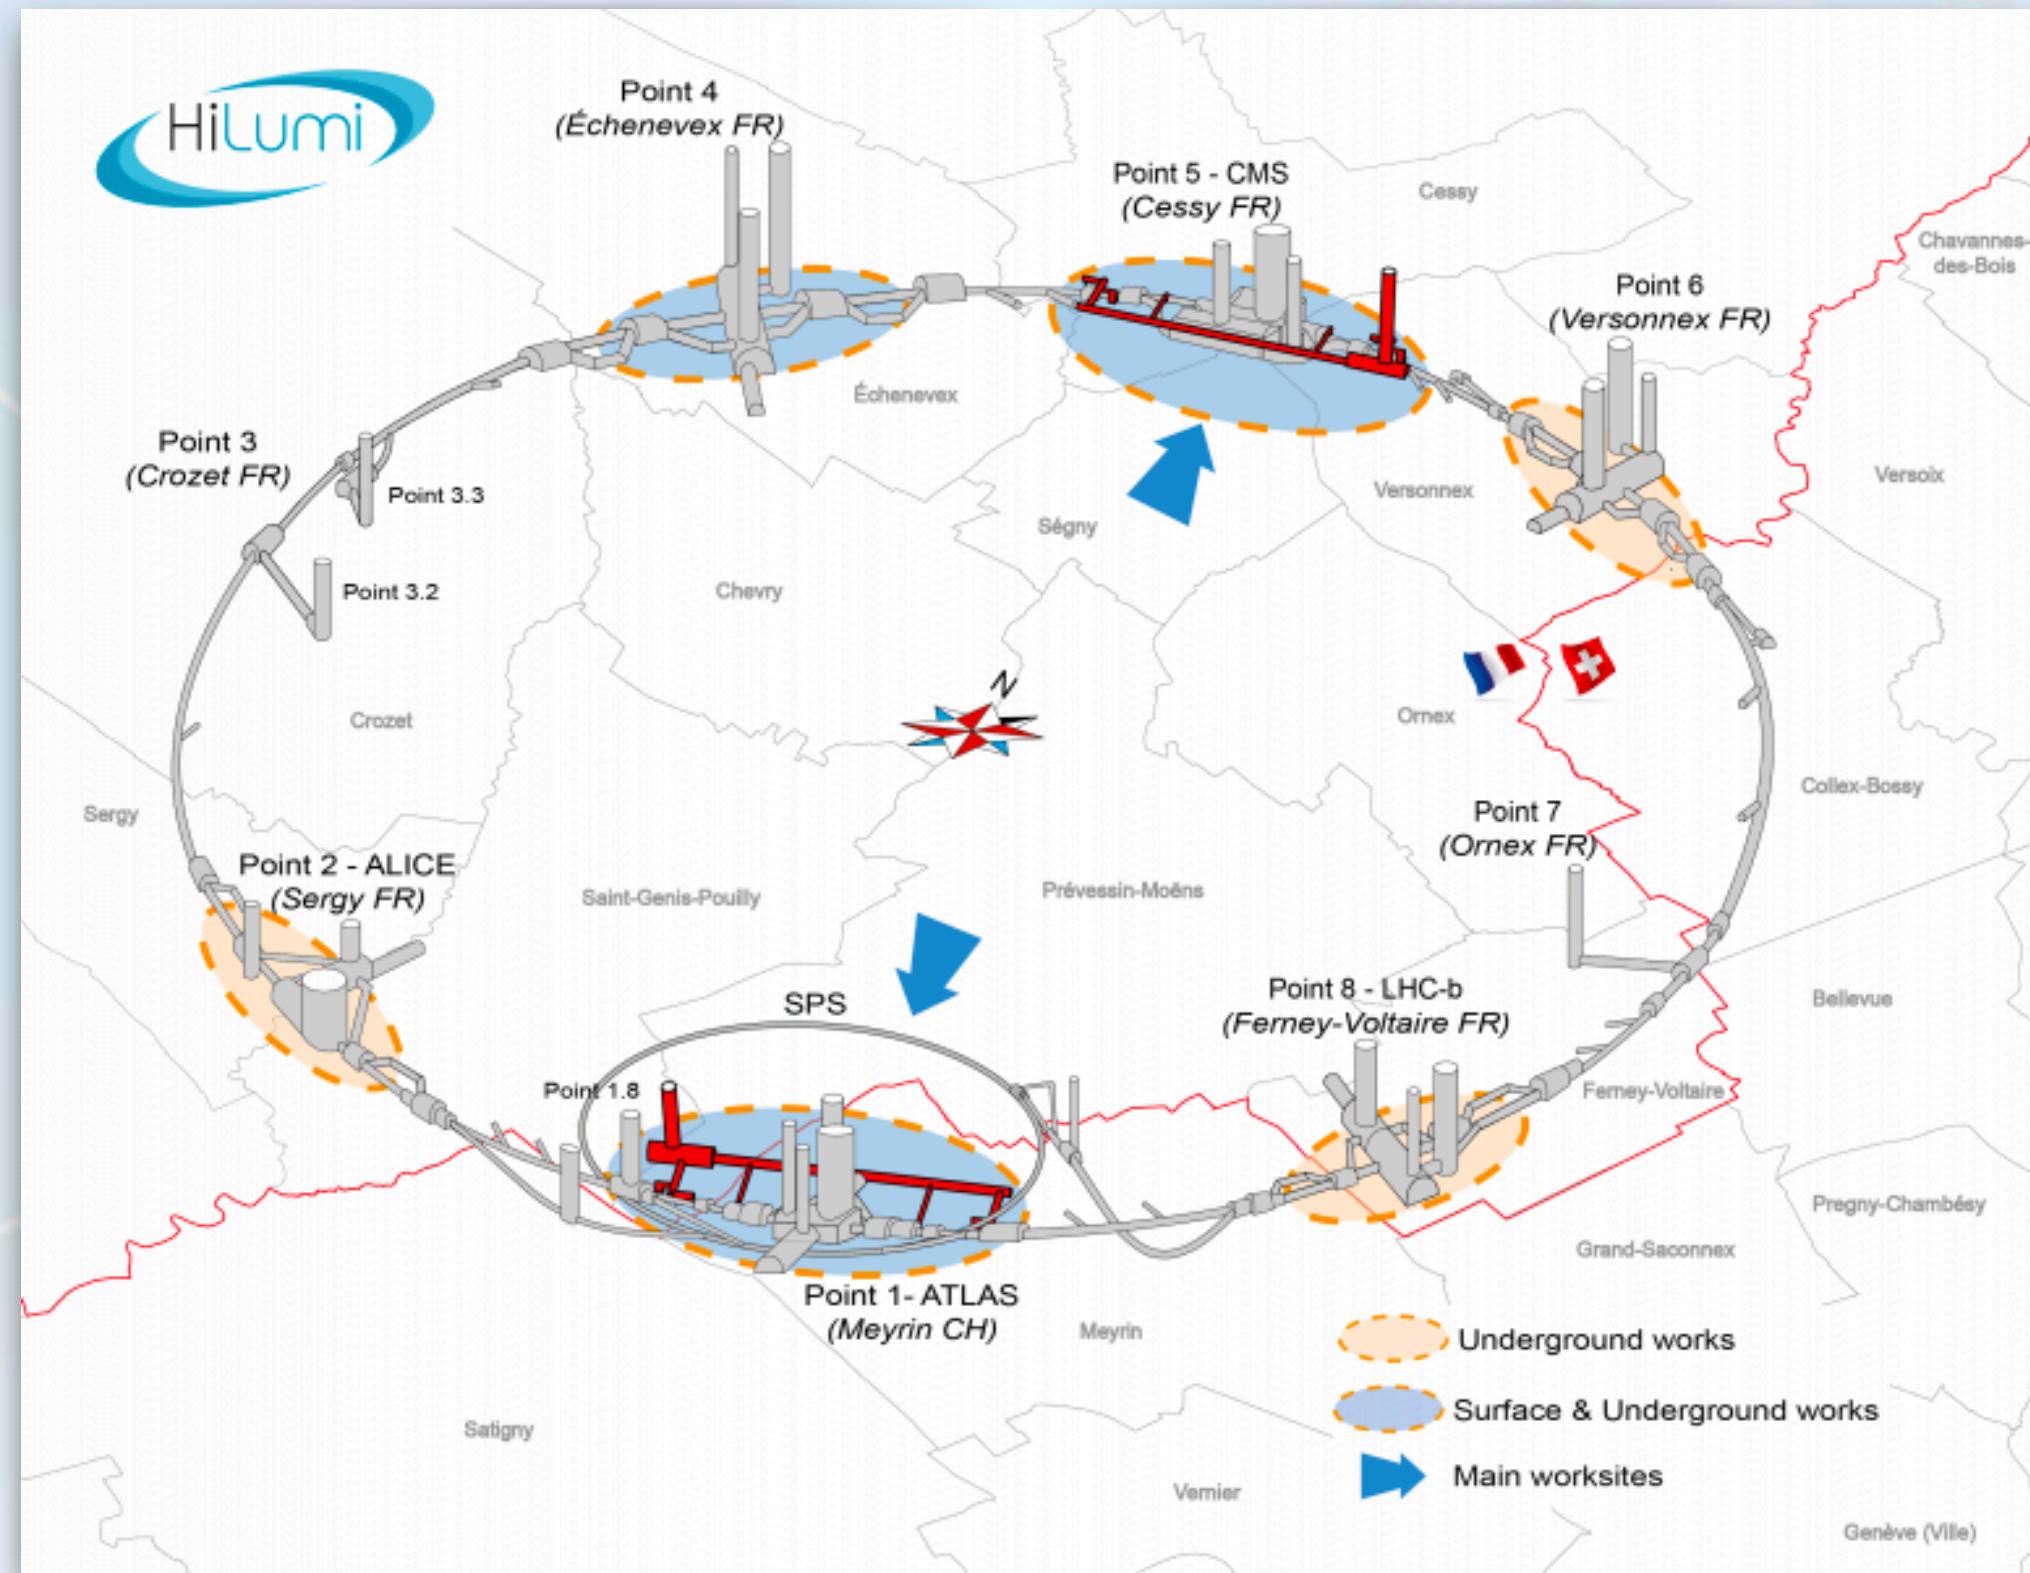 HiLumi
Point 4
(Échenevex FR)
Point 5 - CMS
(Cessy FR)
Cessy
Chavannes-
des-Bois
Point 6
(Versonnex FR)
Échenevex
Point 3
(Crozet FR)
Point 3.3
Versonnex
Versoix
Ségny
Chevry
Point 3.2
N
Crozet
Ornex
Collex-Bossy
Sergy
Point 7
(Ornex FR)
Point 2 - ALICE
(Sergy FR)
Saint-Genis-Pouilly
Prévessin-Moëns
Point 8 - LHC-b
(Ferney-Voltaire FR)
Bellevue
SPS
Point 1.8
Ferney-Voltaire
Pregny-Chambésy
Grand-Saconnex
Point 1- ATLAS
(Meyrin CH)
Meyrin
Underground works
Surface & Underground works
Satigny
Main worksites
Vernier
Genève (Ville)